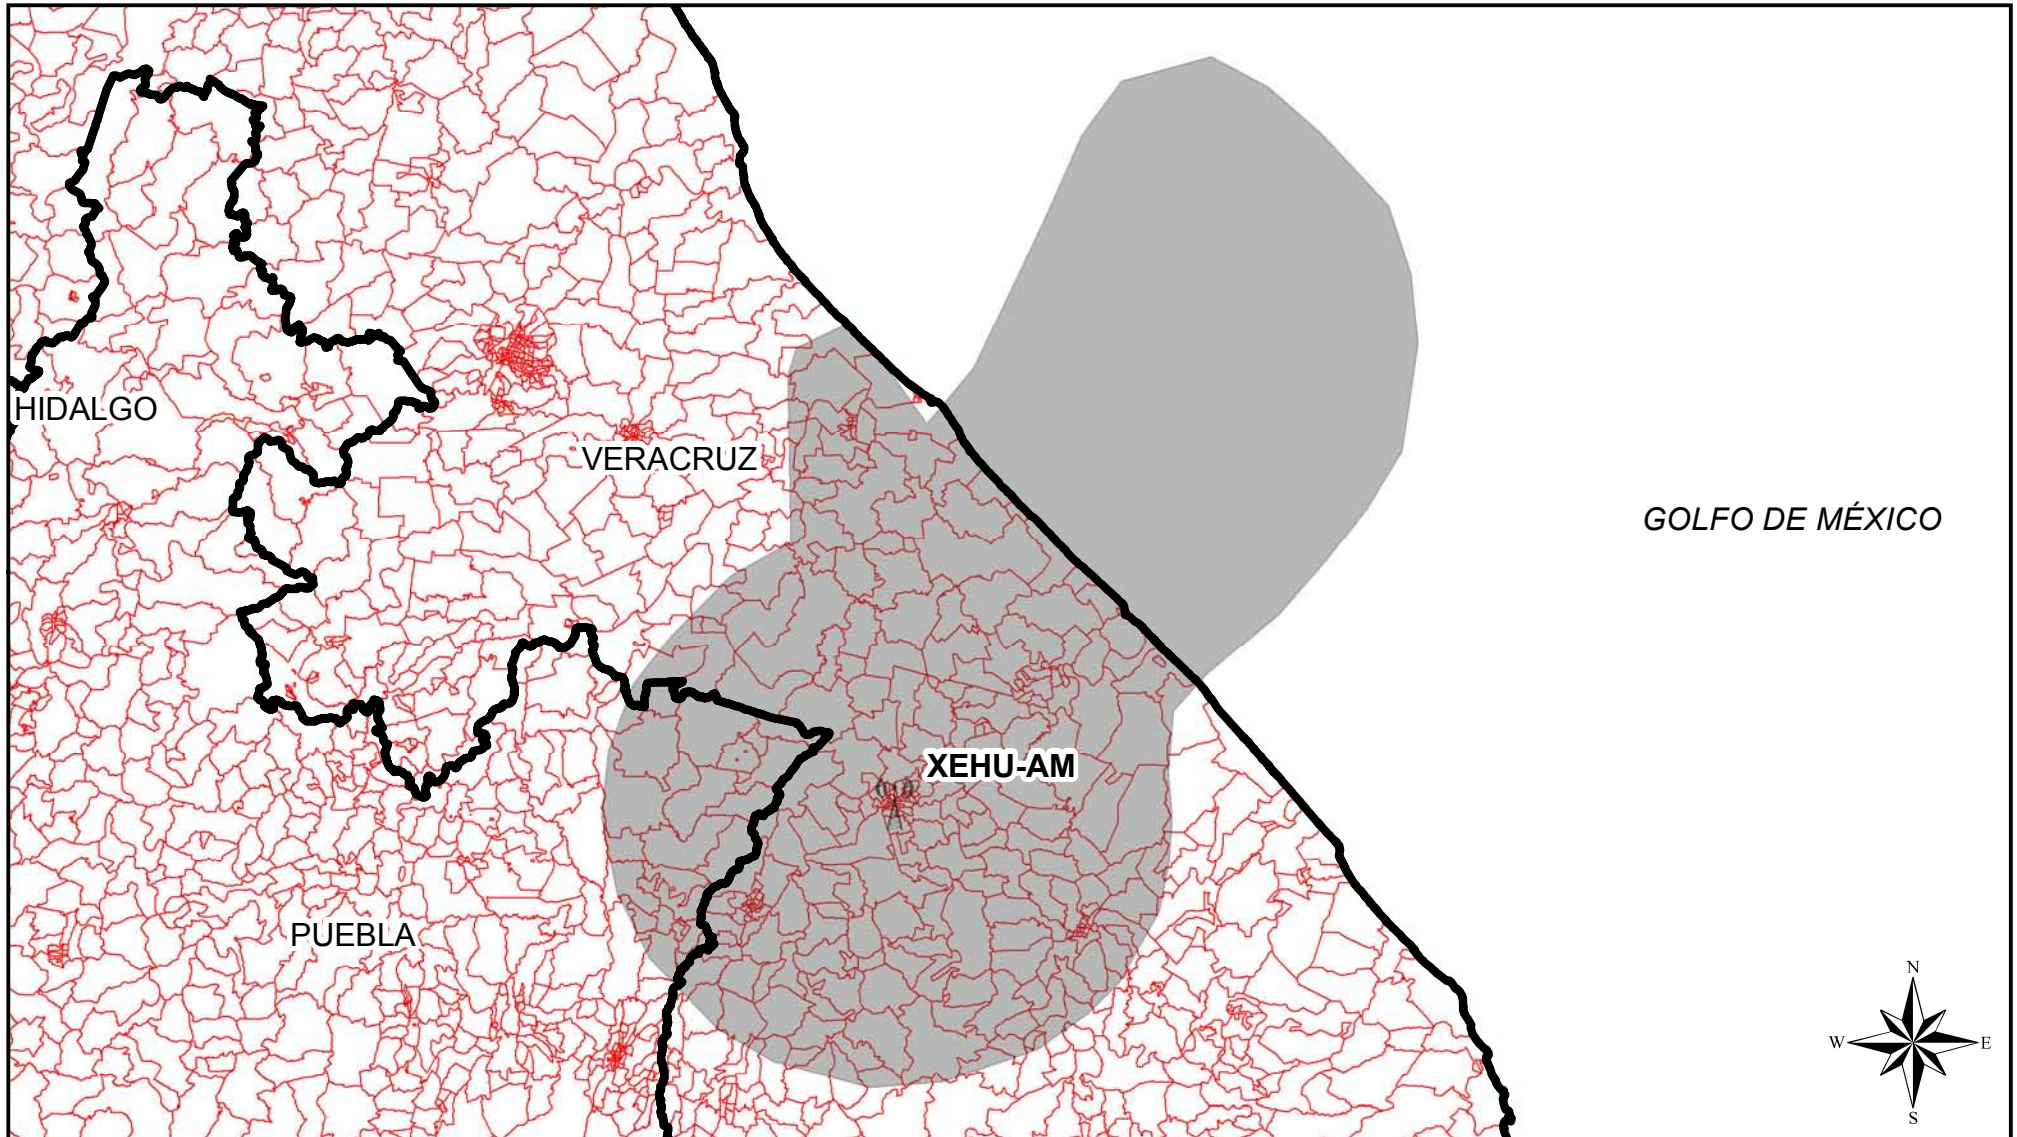 HIDALGO
VERACRUZ
GOLFO DE MÉXICO
XEHU-AM
PUEBLA
N
W E
S